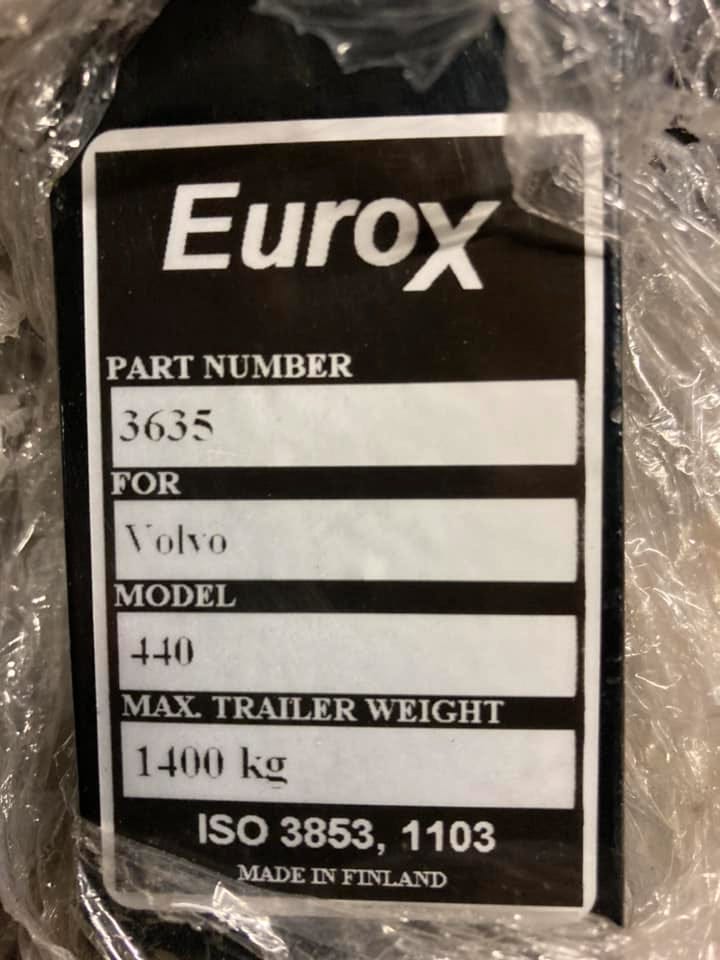 Eurox
PART NUMBER
3635
FOR
Volvo
MODEL
440
MAX. TRAILER WEIGHT
1400 kg
ISO 3853, 1103
MADE IN FINLAND